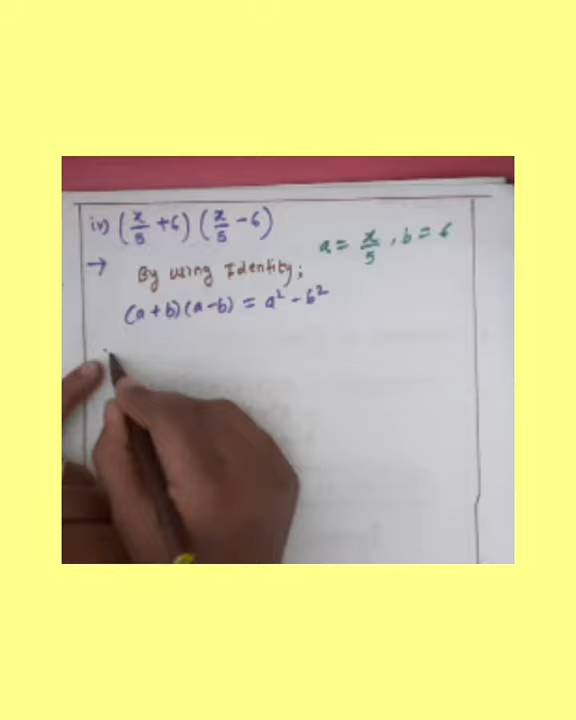 iv) (x/5 + 6) (x/5 - 6)
a = x/5, b = 6
→ By using Identity;
(a + b) (a - b) = a² - b²